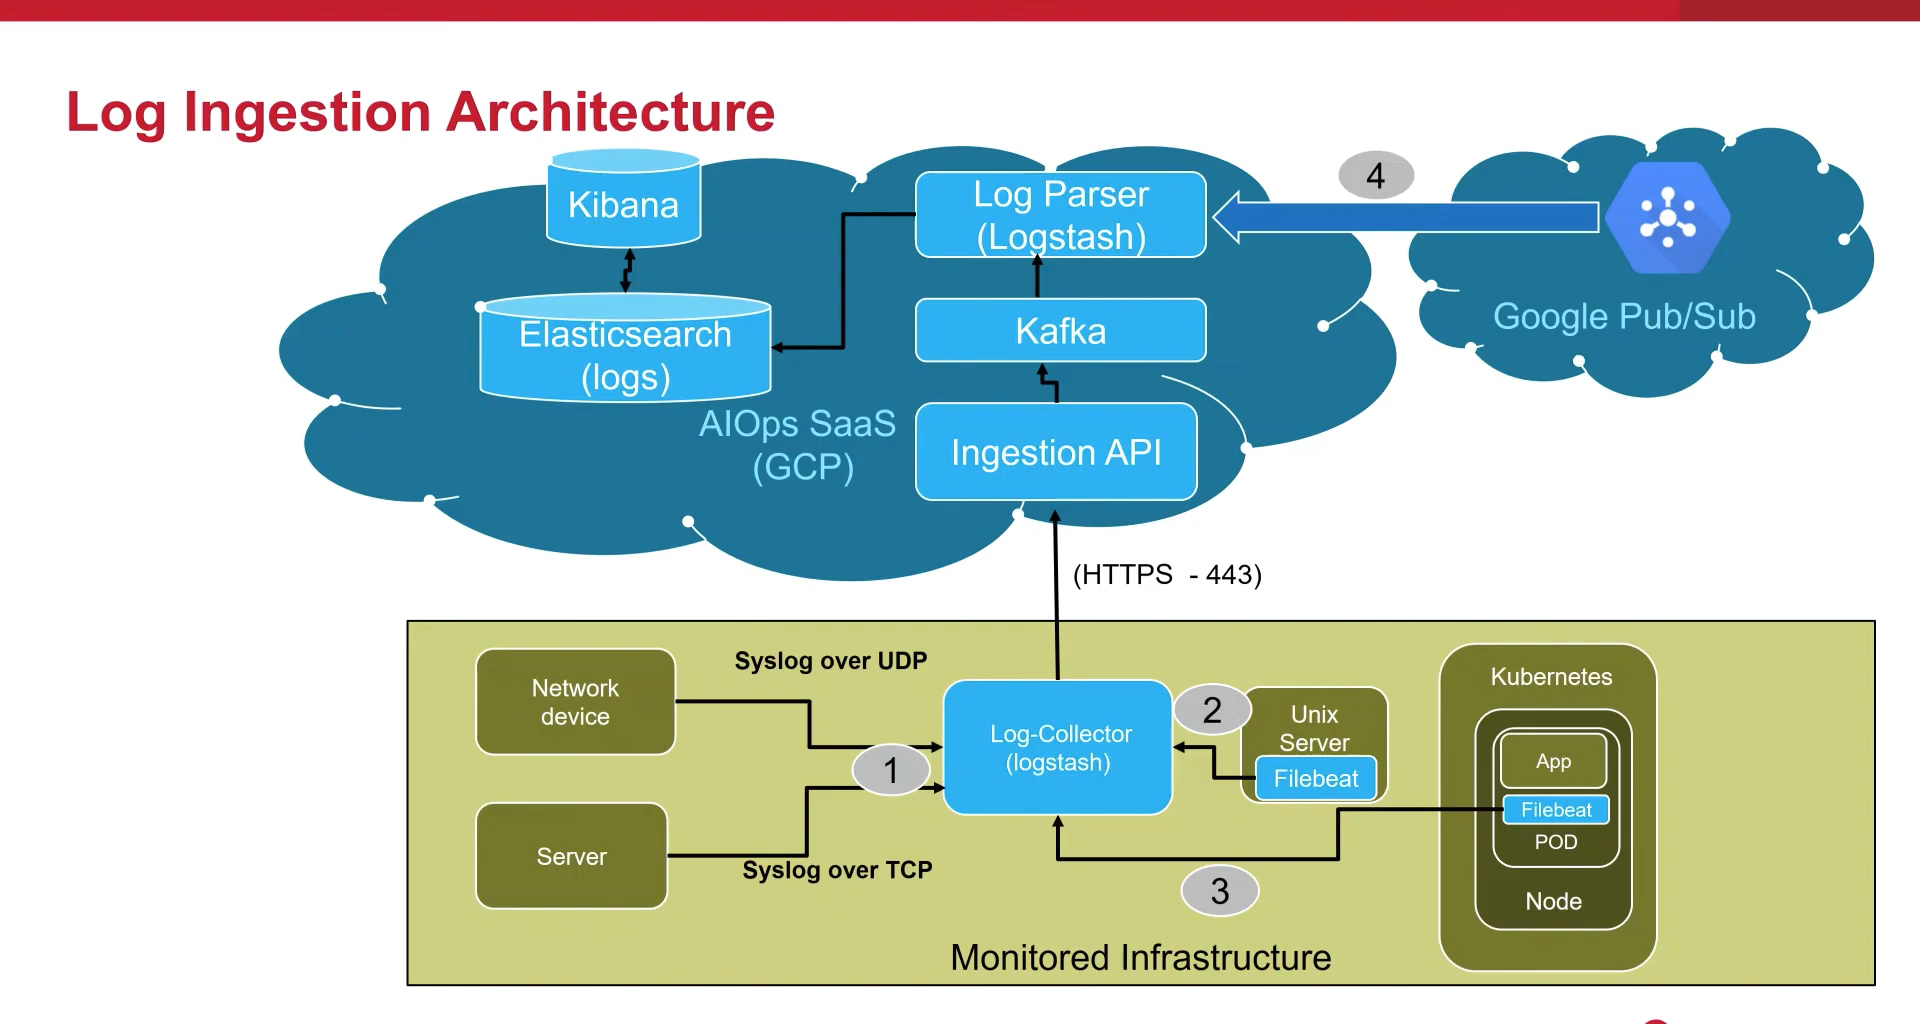 Log Ingestion Architecture
Kibana
Log Parser
(Logstash)
4
Google Pub/Sub
Elasticsearch
(logs)
Kafka
AIOps SaaS
(GCP)
Ingestion API
(HTTPS - 443)
Network
device
Syslog over UDP
Server
Syslog over TCP
1
Log-Collector
(logstash)
2
Unix
Server
Filebeat
3
Kubernetes
App
Filebeat
POD
Node
Monitored Infrastructure